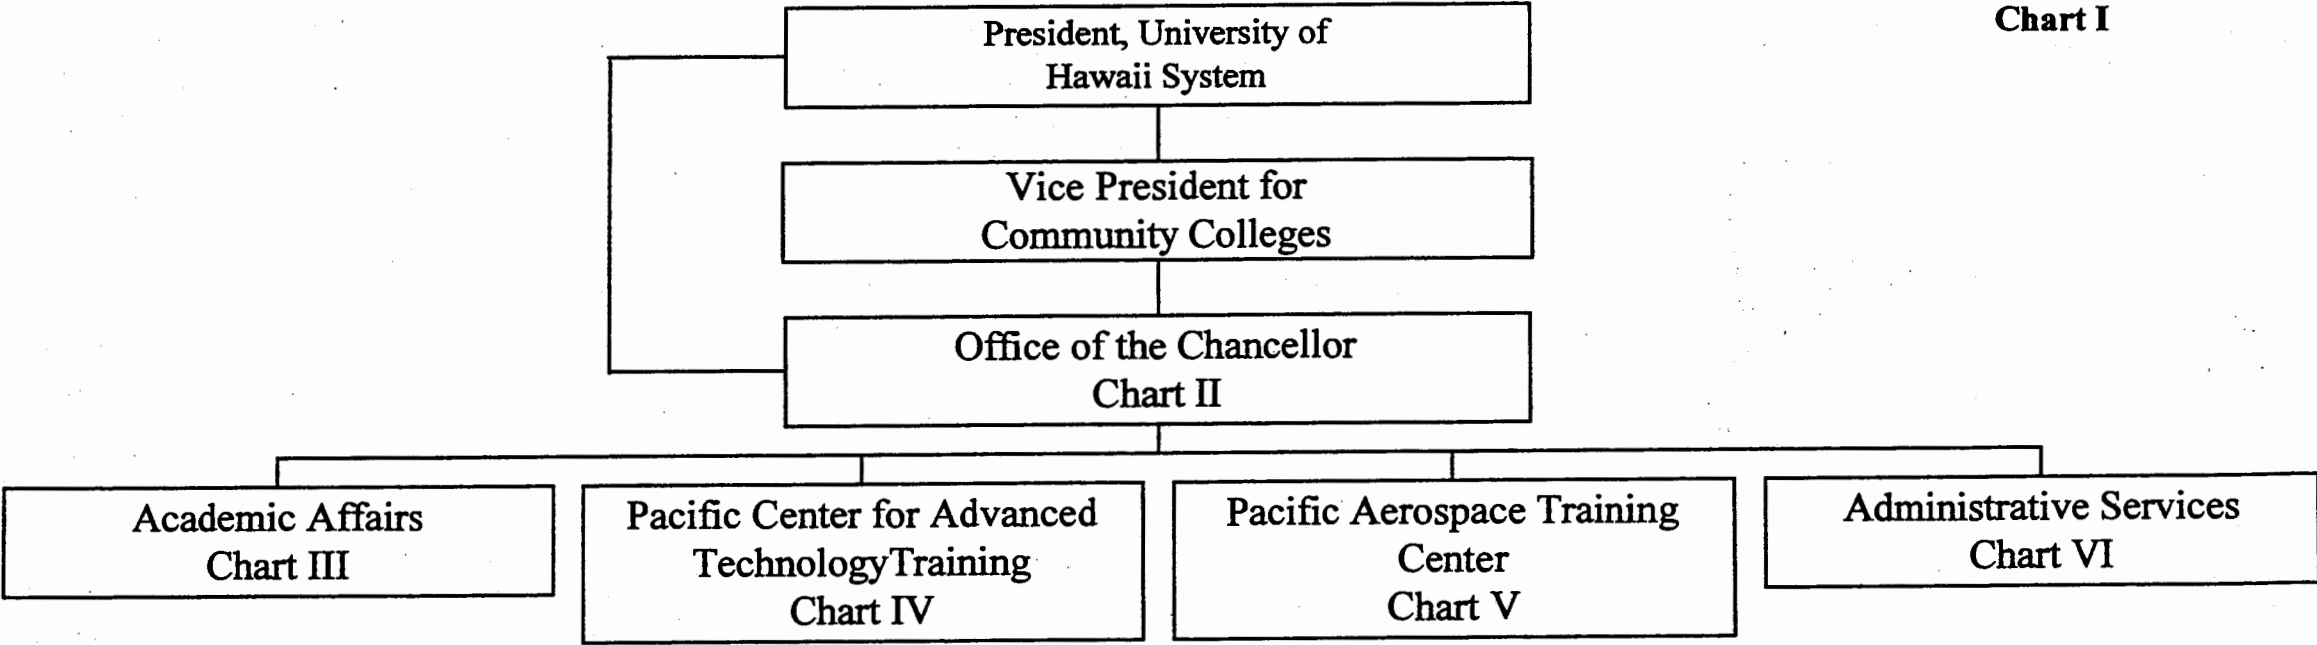 Chart I
President, University of
Hawaii System
Vice President for
Community Colleges
Office of the Chancellor
Chart II
Academic Affairs
Chart III
Pacific Center for Advanced
TechnologyTraining
Chart IV
Pacific Aerospace Training
Center
Chart V
Administrative Services
Chart VI